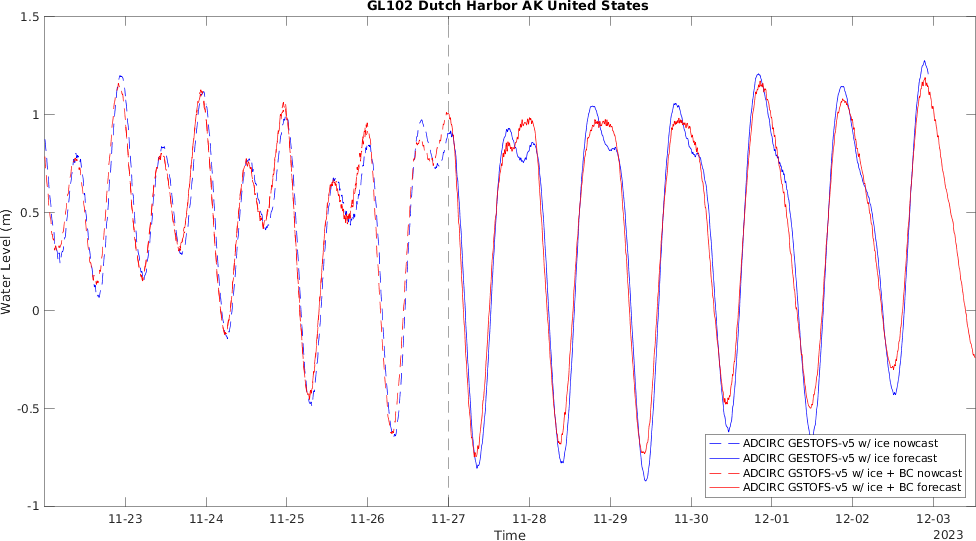 GL102 Dutch Harbor AK United States
1.5
1
0.5
0
-0.5
-1
Water Level (m)
ADCIRC GESTOFS-v5 w/ ice nowcast
ADCIRC GESTOFS-v5 w/ ice forecast
ADCIRC GSTOFS-v5 w/ ice + BC nowcast
ADCIRC GSTOFS-v5 w/ ice + BC forecast
11-23 11-24 11-25 11-26 11-27 11-28 11-29 11-30 12-01 12-02 12-03
Time
2023